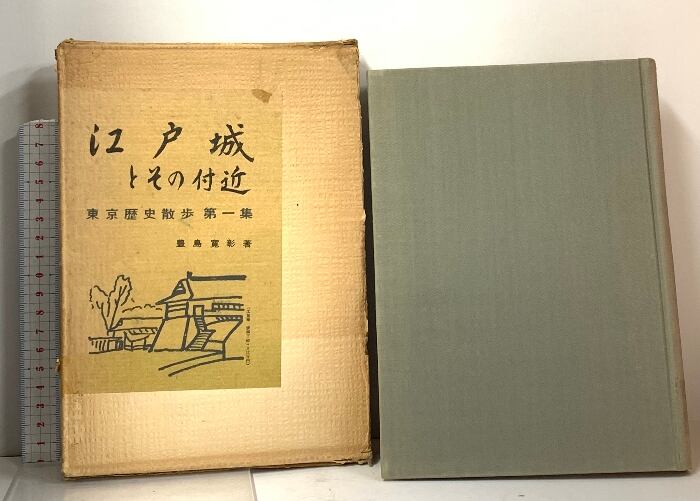 江戸城
とその付近
東京歴史散歩 第一集
豊島寛彰著